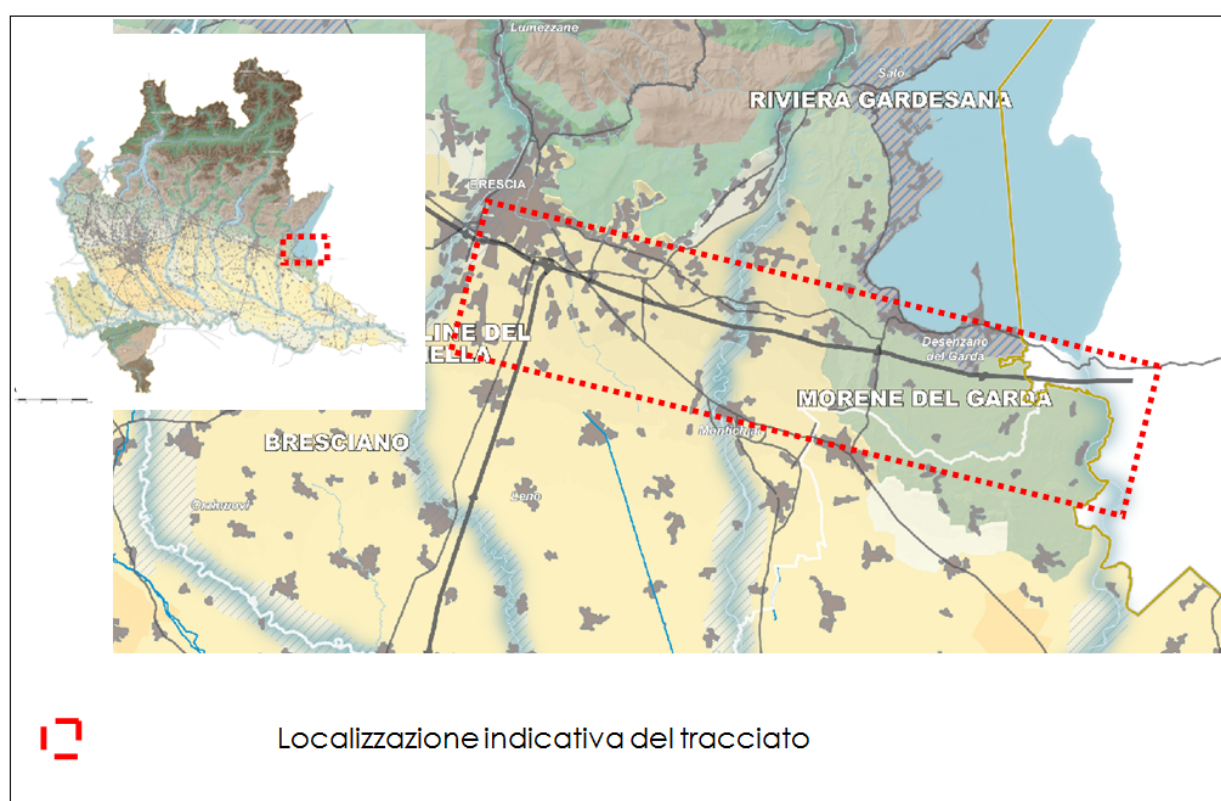 Lumezzane
Salò
RIVIERA GARDESANA
BRESCIA
LINE DEL
ELLA
Desenzano
del Garda
MORENE DEL GARDA
BRESCIANO
Leno
Localizzazione indicativa del tracciato